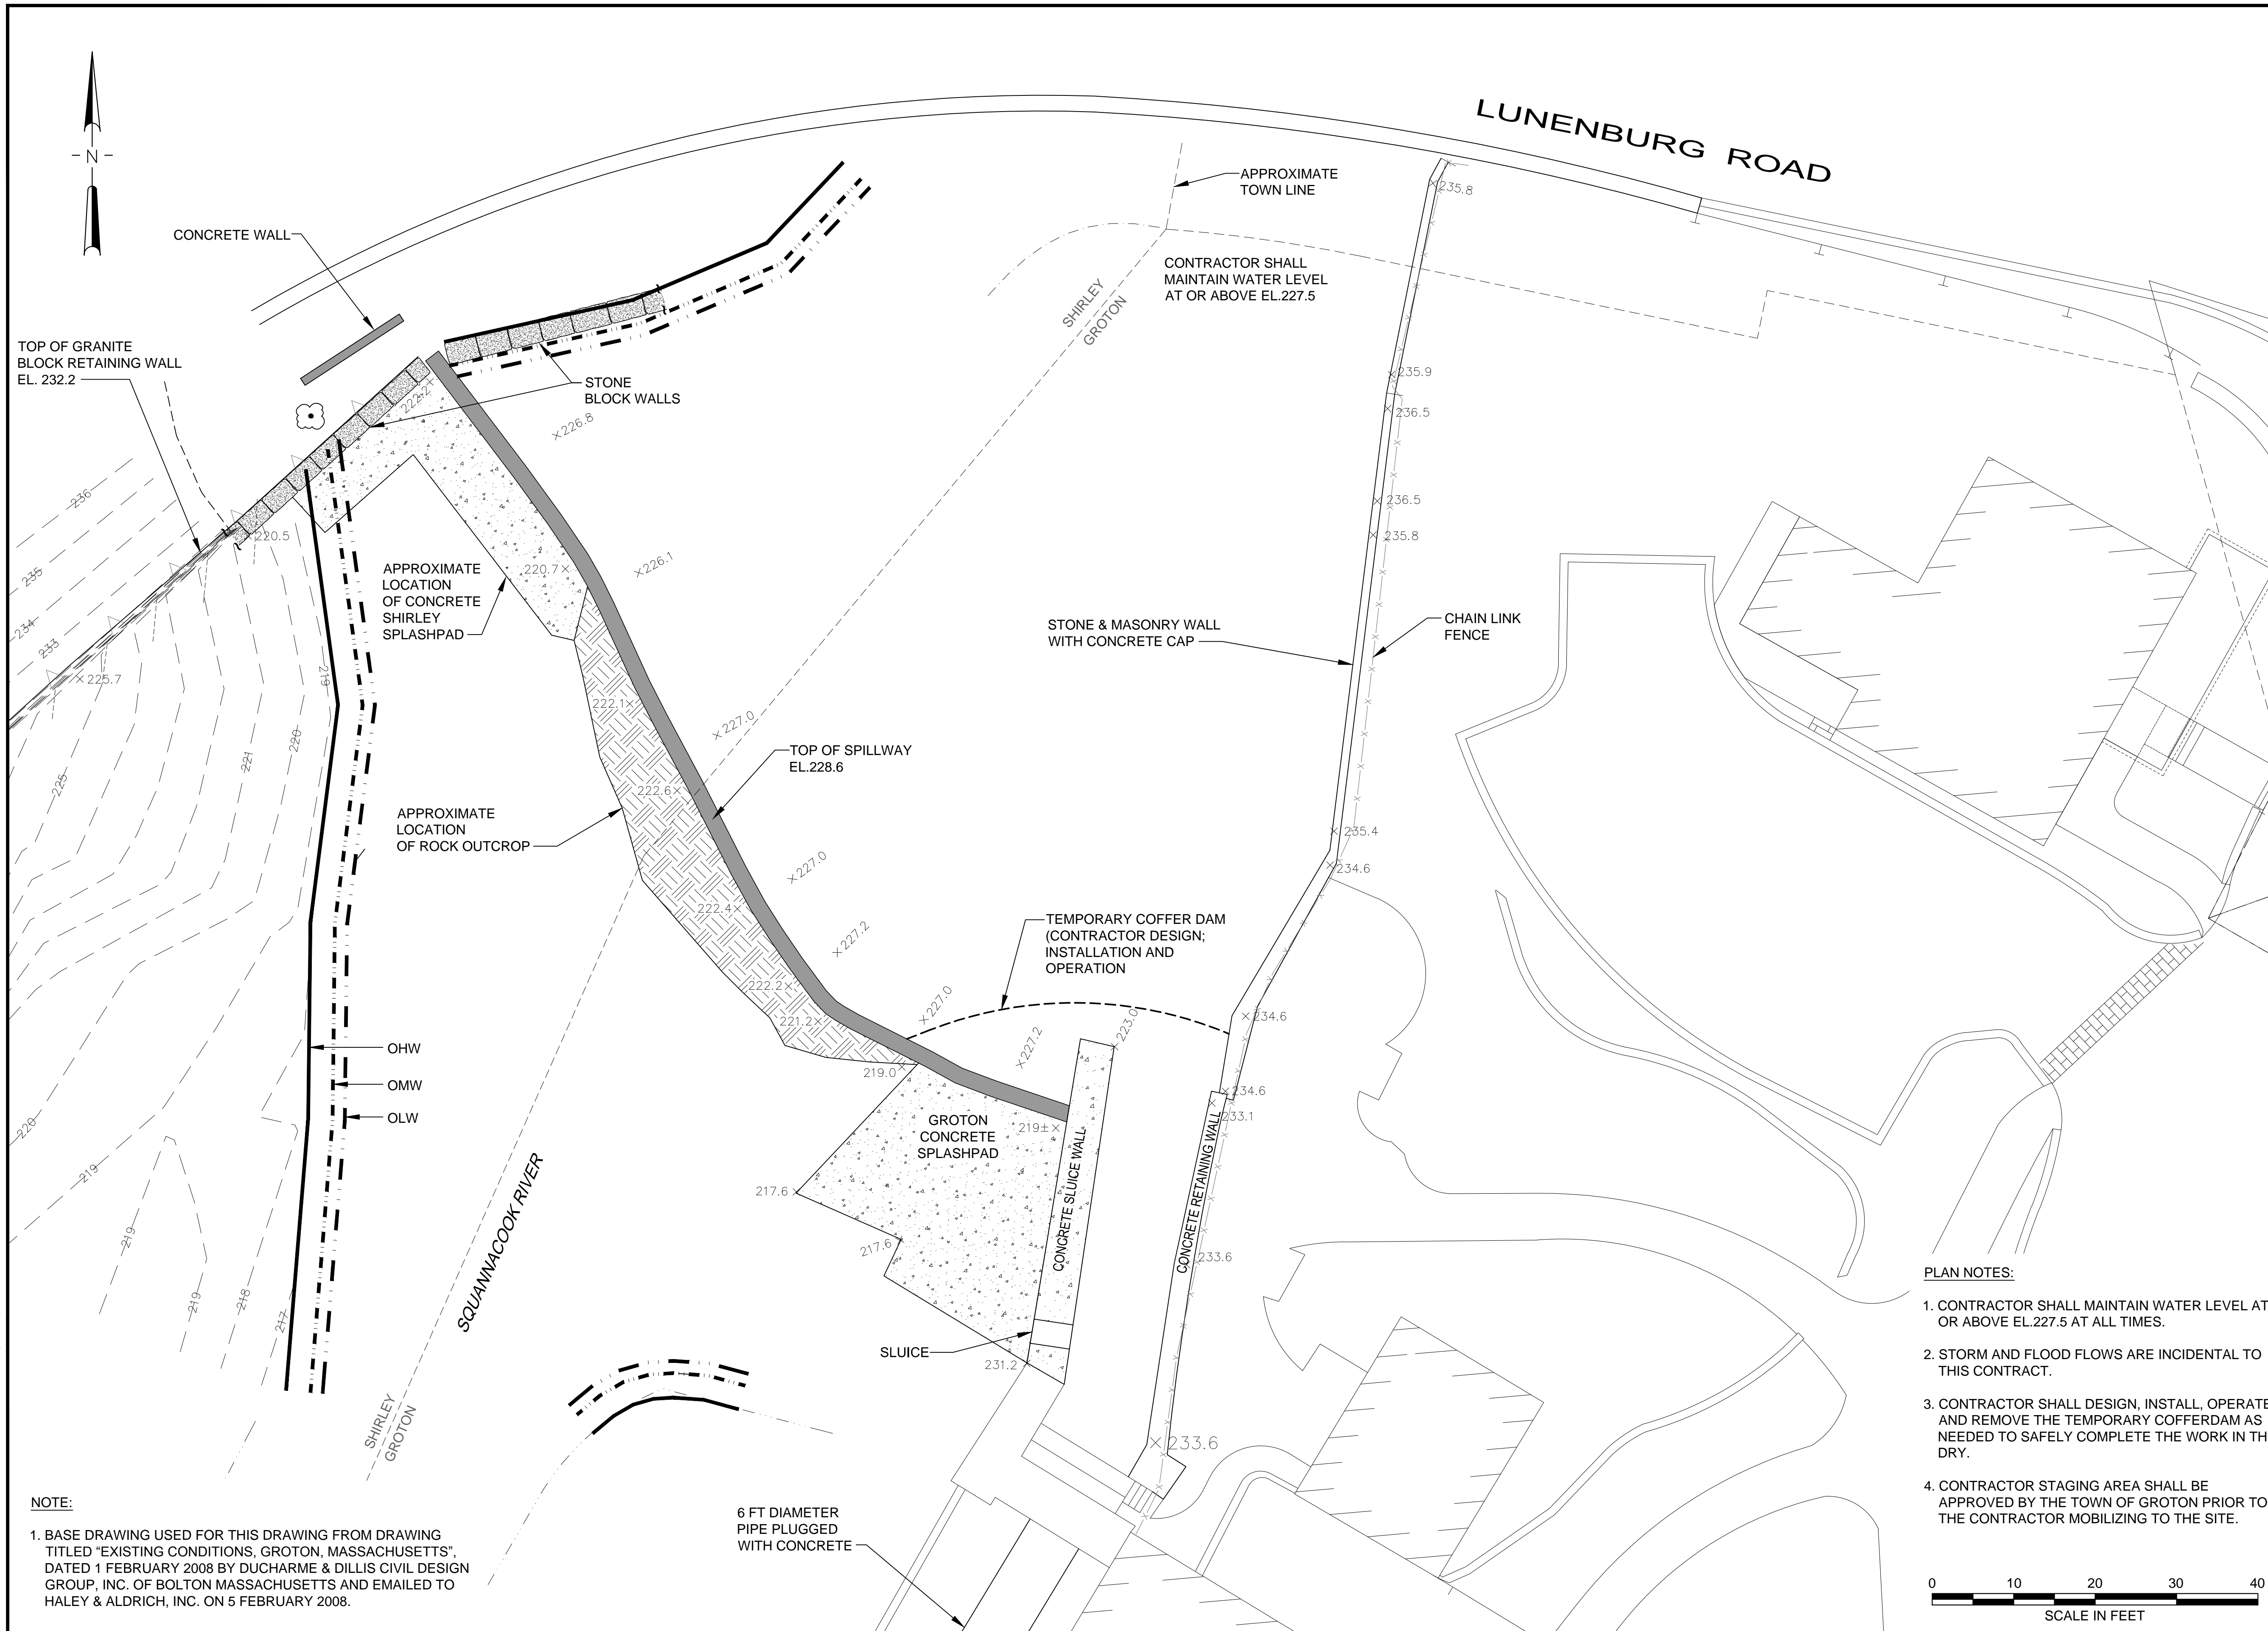 LUNENBURG ROAD
- N -
CONCRETE WALL
APPROXIMATE
TOWN LINE
235.8
CONTRACTOR SHALL
MAINTAIN WATER LEVEL
AT OR ABOVE EL.227.5
SHIRLEY
GROTON
TOP OF GRANITE
BLOCK RETAINING WALL
EL. 232.2
STONE
BLOCK WALLS
222.2
226.8
235.9
236.5
236.5
235.8
236
235
234
233
220.5
225.7
APPROXIMATE
LOCATION
OF CONCRETE
SHIRLEY
SPLASHPAD
220.7
226.1
STONE & MASONRY WALL
WITH CONCRETE CAP
CHAIN LINK
FENCE
219
220
221
225
222.1
227.0
TOP OF SPILLWAY
EL.228.6
222.6
APPROXIMATE
LOCATION
OF ROCK OUTCROP
235.4
234.6
227.0
222.4
227.2
TEMPORARY COFFER DAM
(CONTRACTOR DESIGN;
INSTALLATION AND
OPERATION
222.2
221.2
227.0
227.2
223.0
234.6
OHW
OMW
OLW
219.0
234.6
233.1
GROTON
CONCRETE
SPLASHPAD
219±
CONCRETE SLUICE WALL
CONCRETE RETAINING WALL
220
219
219
219
218
217
217.6
217.6
233.6
SQUANNACOOK RIVER
SLUICE
231.2
SHIRLEY
GROTON
233.6
6 FT DIAMETER
PIPE PLUGGED
WITH CONCRETE
NOTE:
1. BASE DRAWING USED FOR THIS DRAWING FROM DRAWING
TITLED “EXISTING CONDITIONS, GROTON, MASSACHUSETTS”,
DATED 1 FEBRUARY 2008 BY DUCHARME & DILLIS CIVIL DESIGN
GROUP, INC. OF BOLTON MASSACHUSETTS AND EMAILED TO
HALEY & ALDRICH, INC. ON 5 FEBRUARY 2008.
PLAN NOTES:
1. CONTRACTOR SHALL MAINTAIN WATER LEVEL AT
OR ABOVE EL.227.5 AT ALL TIMES.
2. STORM AND FLOOD FLOWS ARE INCIDENTAL TO
THIS CONTRACT.
3. CONTRACTOR SHALL DESIGN, INSTALL, OPERATE
AND REMOVE THE TEMPORARY COFFERDAM AS
NEEDED TO SAFELY COMPLETE THE WORK IN TH
DRY.
4. CONTRACTOR STAGING AREA SHALL BE
APPROVED BY THE TOWN OF GROTON PRIOR TO
THE CONTRACTOR MOBILIZING TO THE SITE.
0 10 20 30 40
SCALE IN FEET